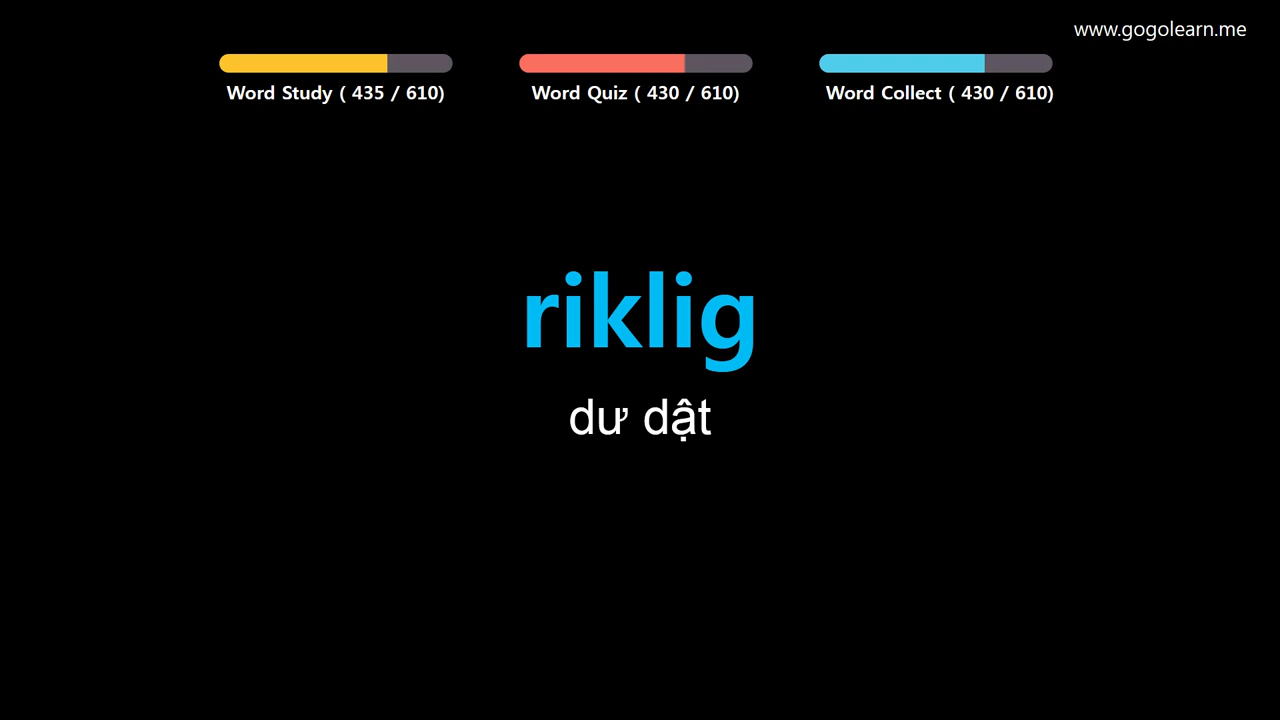 www.gogolearn.me
Word Study ( 435 / 610)
Word Quiz ( 430 / 610)
Word Collect ( 430 / 610)
riklig
dư dật